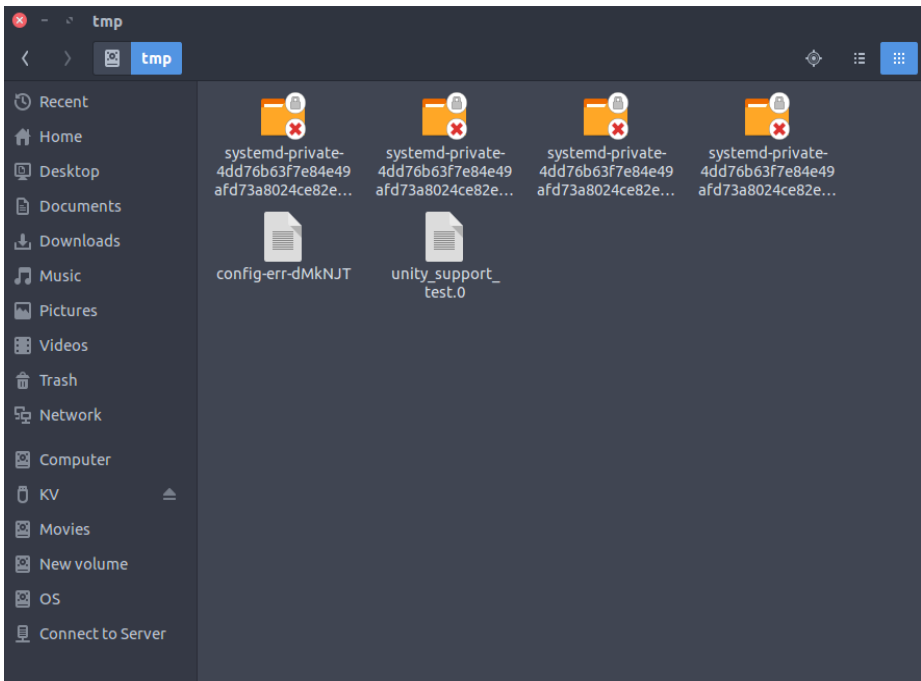 tmp
tmp
Recent
Home
Desktop
Documents
Downloads
Music
Pictures
Videos
Trash
Network
Computer
KV
Movies
New volume
OS
Connect to Server
systemd-private-
4dd76b63f7e84e49
afd73a8024ce82e...
systemd-private-
4dd76b63f7e84e49
afd73a8024ce82e...
systemd-private-
4dd76b63f7e84e49
afd73a8024ce82e...
systemd-private-
4dd76b63f7e84e49
afd73a8024ce82e...
config-err-dMkNJT
unity_support_
test.0